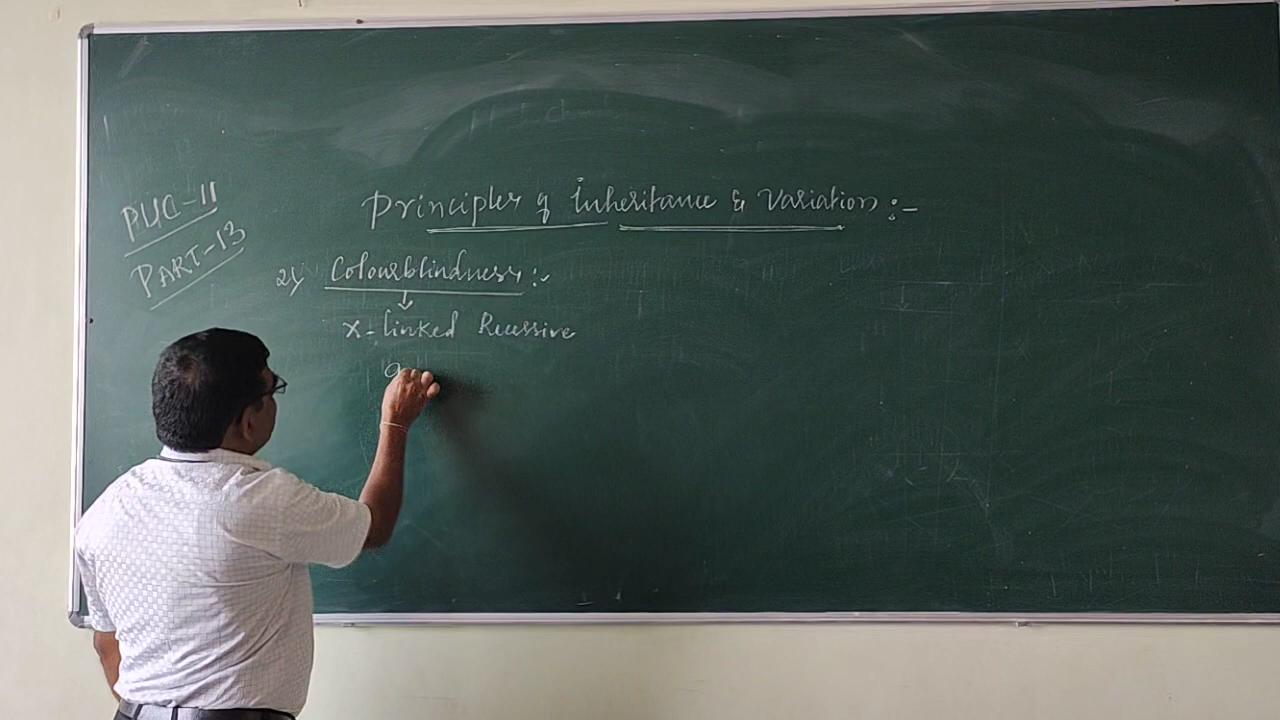 PUC-II
PART-13
Principles of Inheritance & Variation :-
2) Colourblindness :-
X-linked Recessive